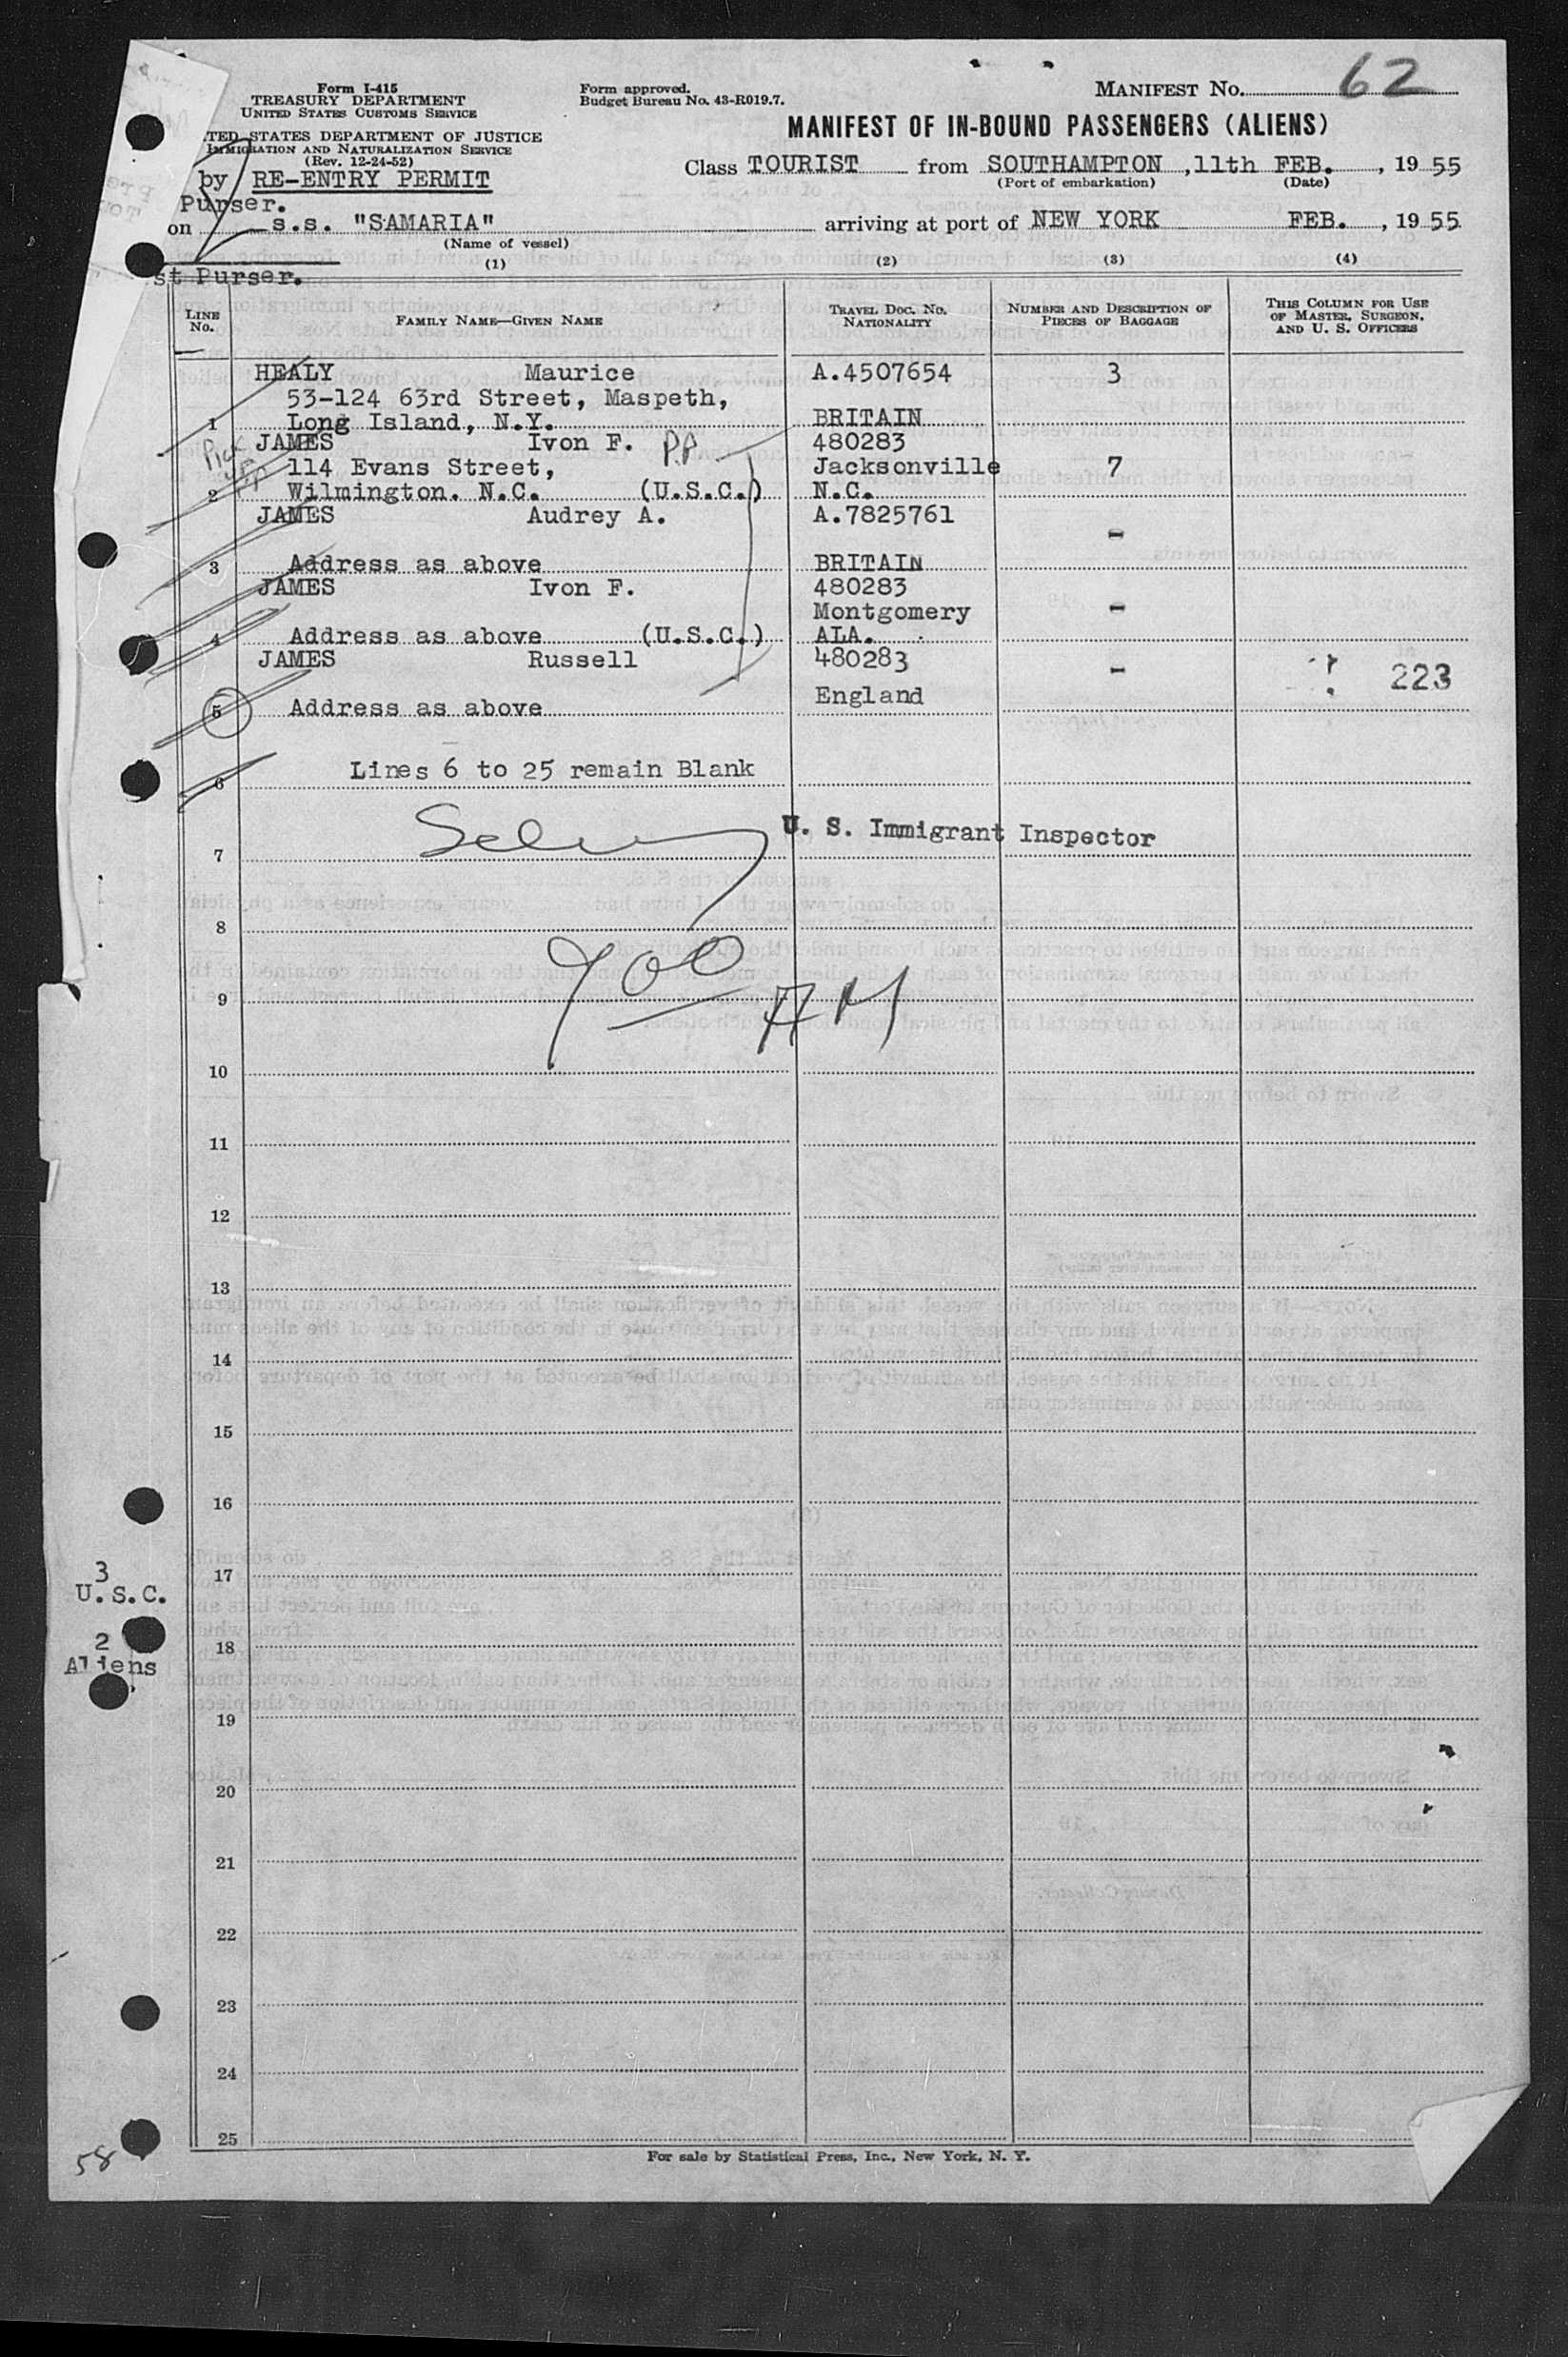 Form I-415
TREASURY DEPARTMENT
UNITED STATES CUSTOMS SERVICE
TED STATES DEPARTMENT OF JUSTICE
IMMIGRATION AND NATURALIZATION SERVICE
(Rev. 12-24-52)
Form approved.
Budget Bureau No. 43-R019.7.
MANIFEST No. 62
MANIFEST OF IN-BOUND PASSENGERS (ALIENS)
Class TOURIST from SOUTHAMPTON, 11th FEB., 1955
(Port of embarkation) (Date)
by RE-ENTRY PERMIT
Purser.
on s.s. "SAMARIA" arriving at port of NEW YORK FEB., 1955
(Name of vessel)
st Purser.
(1) (2) (3) (4)
LINE No. FAMILY NAME—GIVEN NAME TRAVEL DOC. NO. NATIONALITY NUMBER AND DESCRIPTION OF PIECES OF BAGGAGE THIS COLUMN FOR USE OF MASTER, SURGEON, AND U. S. OFFICERS
HEALY Maurice A.4507654 3
53-124 63rd Street, Maspeth,
1 Long Island, N.Y. BRITAIN
JAMES Ivon F. P.P. 480283
114 Evans Street, Jacksonville 7
2 Wilmington. N.C. (U.S.C.) N.C.
JAMES Audrey A. A.7825761 -
3 Address as above BRITAIN
JAMES Ivon F. 480283
Montgomery -
4 Address as above (U.S.C.) ALA.
JAMES Russell 480283 - 223
England
5 Address as above
6 Lines 6 to 25 remain Blank
U. S. Immigrant Inspector
7
8
9
AM
10
11
12
13
14
15
16
3
U.S.C.
17
2
Aliens
18
19
20
21
22
23
24
25
58
For sale by Statistical Press, Inc., New York, N. Y.